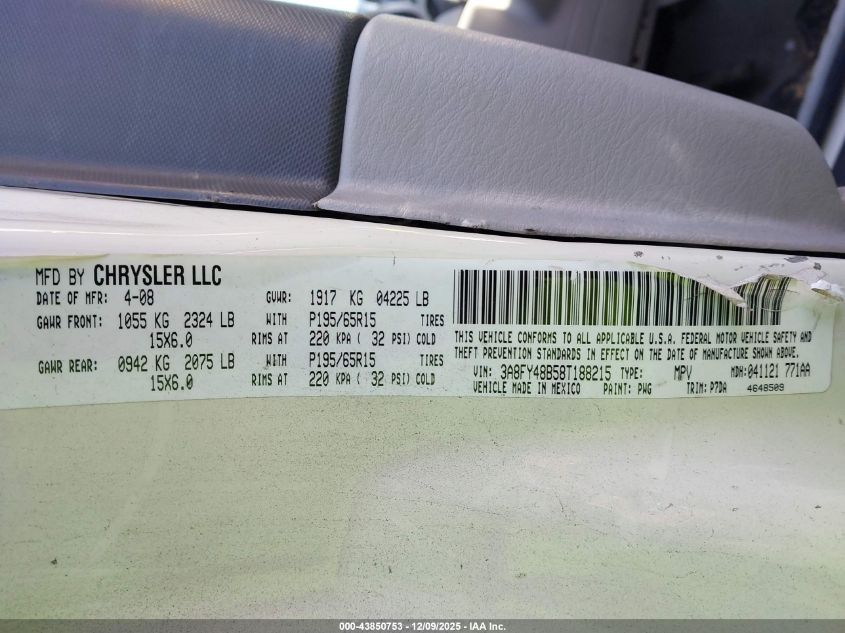 MFD BY CHRYSLER LLC
DATE OF MFR: 4-08 GVWR: 1917 KG 04225 LB
GAWR FRONT: 1055 KG 2324 LB WITH P195/65R15 TIRES
15X6.0 RIMS AT 220 KPA ( 32 PSI) COLD
GAWR REAR: 0942 KG 2075 LB WITH P195/65R15 TIRES
15X6.0 RIMS AT 220 KPA ( 32 PSI) COLD
THIS VEHICLE CONFORMS TO ALL APPLICABLE U.S.A. FEDERAL MOTOR VEHICLE SAFETY AND
THEFT PREVENTION STANDARDS IN EFFECT ON THE DATE OF MANUFACTURE SHOWN ABOVE.
VIN: 3A8FY48B58T188215 TYPE: MPV MDH: 041121 771AA
VEHICLE MADE IN MEXICO PAINT: PWG TRIM: P7DA 4648509
000-43850753 - 12/09/2025 - IAA Inc.